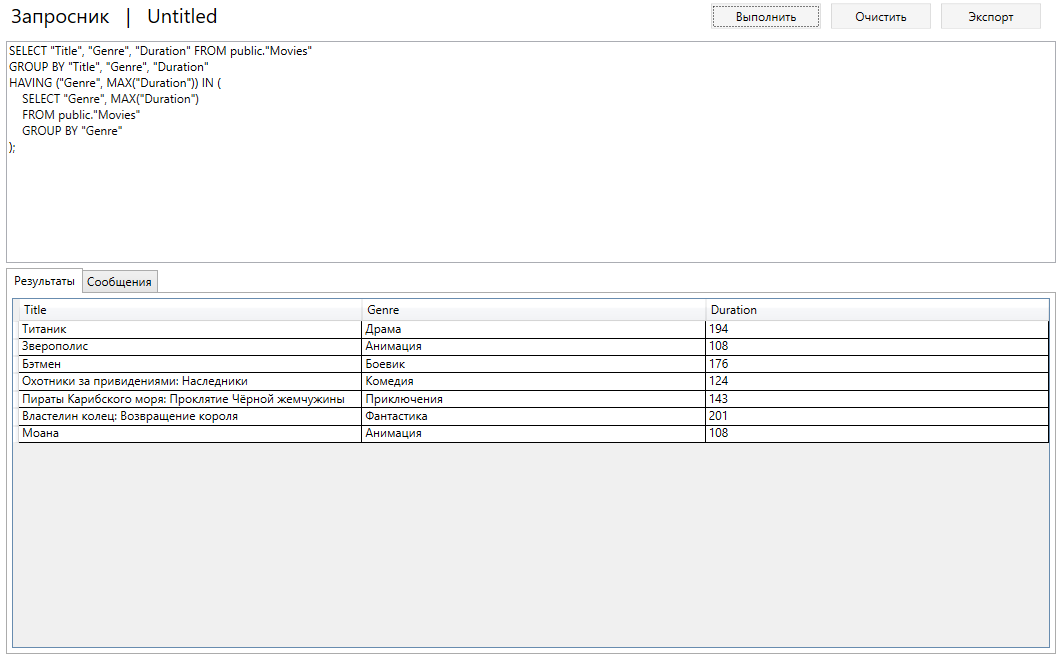 Запросник | Untitled
Выполнить Очистить Экспорт
SELECT "Title", "Genre", "Duration" FROM public."Movies"
GROUP BY "Title", "Genre", "Duration"
HAVING ("Genre", MAX("Duration")) IN (
SELECT "Genre", MAX("Duration")
FROM public."Movies"
GROUP BY "Genre"
);
Результаты Сообщения
Title Genre Duration
Титаник Драма 194
Зверополис Анимация 108
Бэтмен Боевик 176
Охотники за привидениями: Наследники Комедия 124
Пираты Карибского моря: Проклятие Чёрной жемчужины Приключения 143
Властелин колец: Возвращение короля Фантастика 201
Моана Анимация 108